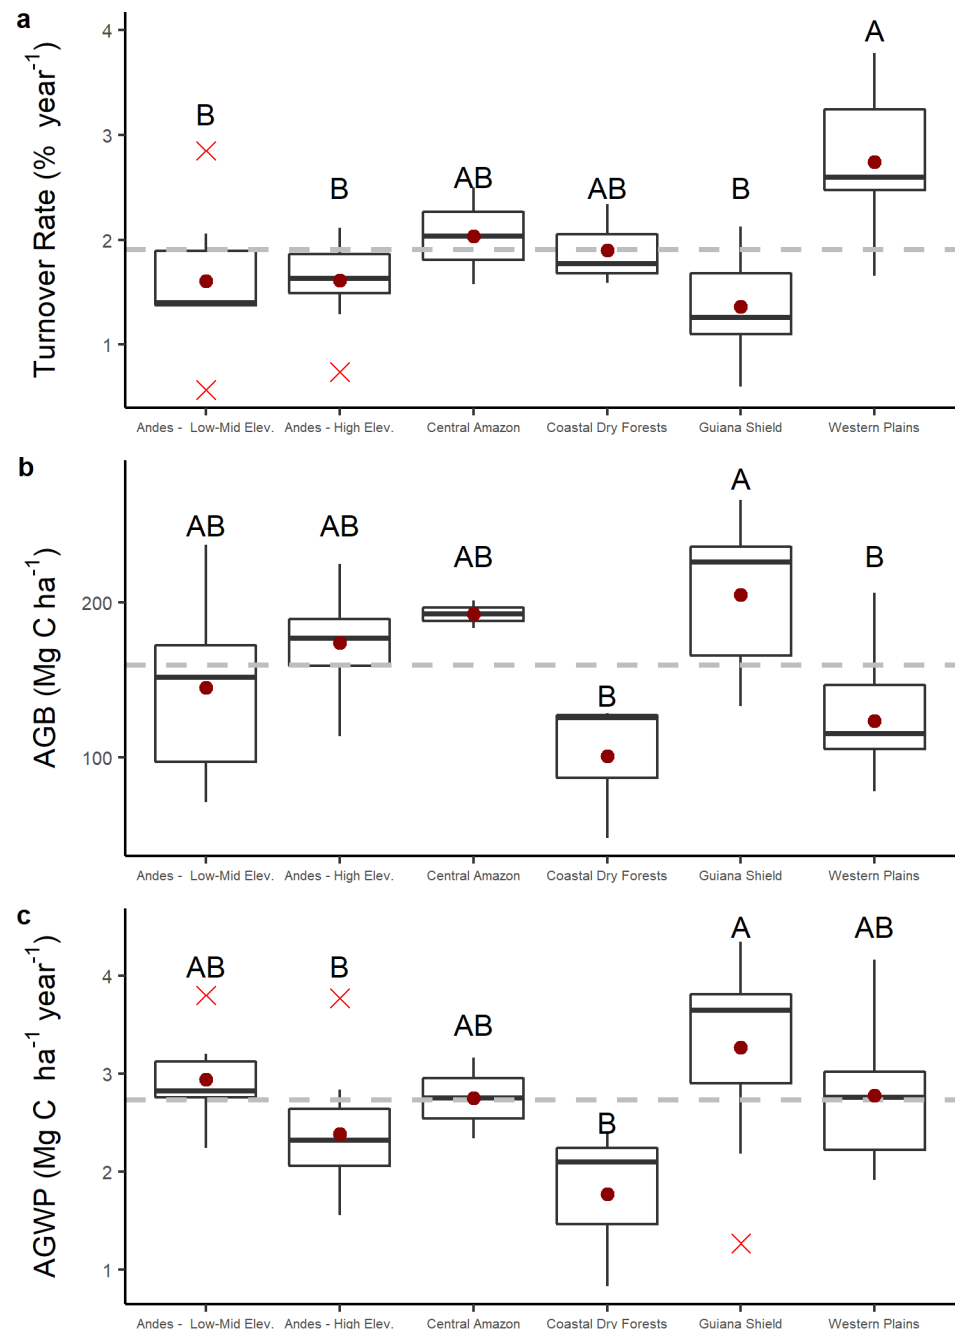 a
Turnover Rate (%  year⁻¹)
4
3
2
1
B
B
AB
AB
B
A
Andes -  Low-Mid Elev.
Andes - High Elev.
Central Amazon
Coastal Dry Forests
Guiana Shield
Western Plains
b
AGB (Mg C ha⁻¹)
200
100
AB
AB
AB
B
A
B
Andes -  Low-Mid Elev.
Andes - High Elev.
Central Amazon
Coastal Dry Forests
Guiana Shield
Western Plains
c
AGWP (Mg C  ha⁻¹ year⁻¹)
4
3
2
1
AB
B
AB
B
A
AB
Andes -  Low-Mid Elev.
Andes - High Elev.
Central Amazon
Coastal Dry Forests
Guiana Shield
Western Plains